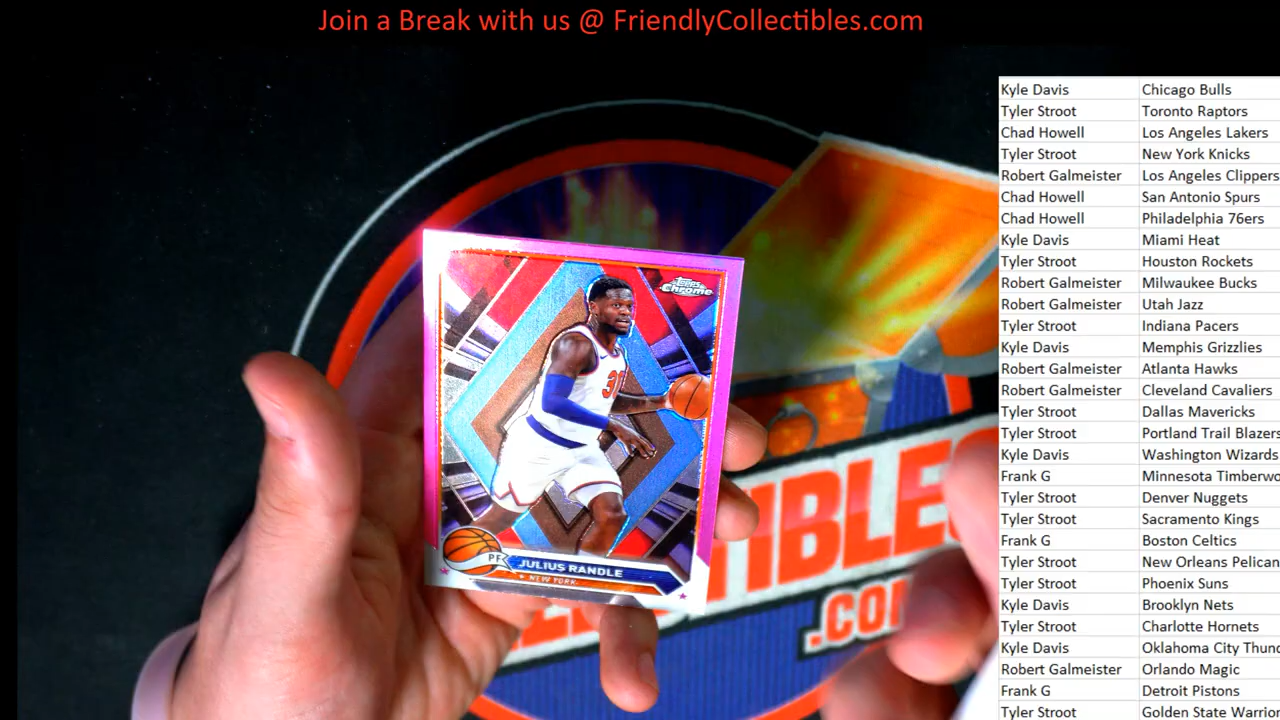 Join a Break with us @ FriendlyCollectibles.com
Kyle Davis Chicago Bulls
Tyler Stroot Toronto Raptors
Chad Howell Los Angeles Lakers
Tyler Stroot New York Knicks
Robert Galmeister Los Angeles Clippers
Chad Howell San Antonio Spurs
Chad Howell Philadelphia 76ers
Kyle Davis Miami Heat
Tyler Stroot Houston Rockets
Robert Galmeister Milwaukee Bucks
Robert Galmeister Utah Jazz
Tyler Stroot Indiana Pacers
Kyle Davis Memphis Grizzlies
Robert Galmeister Atlanta Hawks
Robert Galmeister Cleveland Cavaliers
Tyler Stroot Dallas Mavericks
Tyler Stroot Portland Trail Blazers
Kyle Davis Washington Wizards
Frank G Minnesota Timberwo
Tyler Stroot Denver Nuggets
Tyler Stroot Sacramento Kings
Frank G Boston Celtics
Tyler Stroot New Orleans Pelican
Tyler Stroot Phoenix Suns
Kyle Davis Brooklyn Nets
Tyler Stroot Charlotte Hornets
Kyle Davis Oklahoma City Thund
Robert Galmeister Orlando Magic
Frank G Detroit Pistons
Tyler Stroot Golden State Warrior
Topps
Chrome
PF
JULIUS RANDLE
NEW YORK
TIBLES
.COM